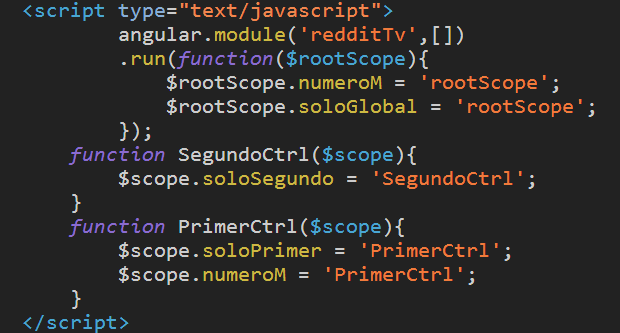 <script type="text/javascript">
angular.module('redditTv',[])
.run(function($rootScope){
$rootScope.numeroM = 'rootScope';
$rootScope.soloGlobal = 'rootScope';
});
function SegundoCtrl($scope){
$scope.soloSegundo = 'SegundoCtrl';
}
function PrimerCtrl($scope){
$scope.soloPrimer = 'PrimerCtrl';
$scope.numeroM = 'PrimerCtrl';
}
</script>